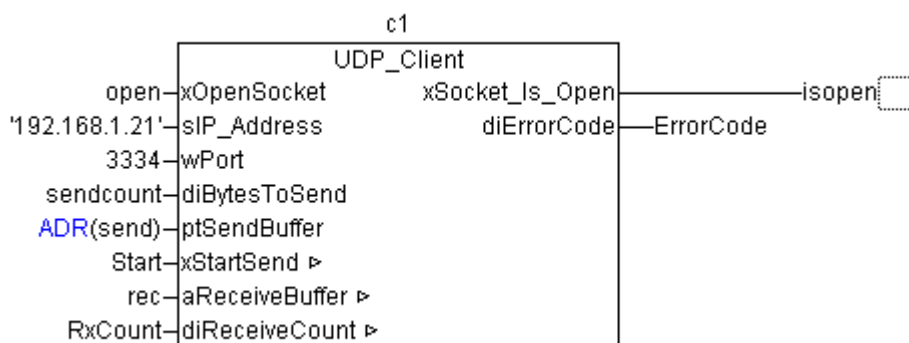 c1
UDP_Client
open xOpenSocket xSocket_Is_Open isopen
'192.168.1.21' sIP_Address diErrorCode ErrorCode
3334 wPort
sendcount diBytesToSend
ADR(send) ptSendBuffer
Start xStartSend ▷
rec aReceiveBuffer ▷
RxCount diReceiveCount ▷